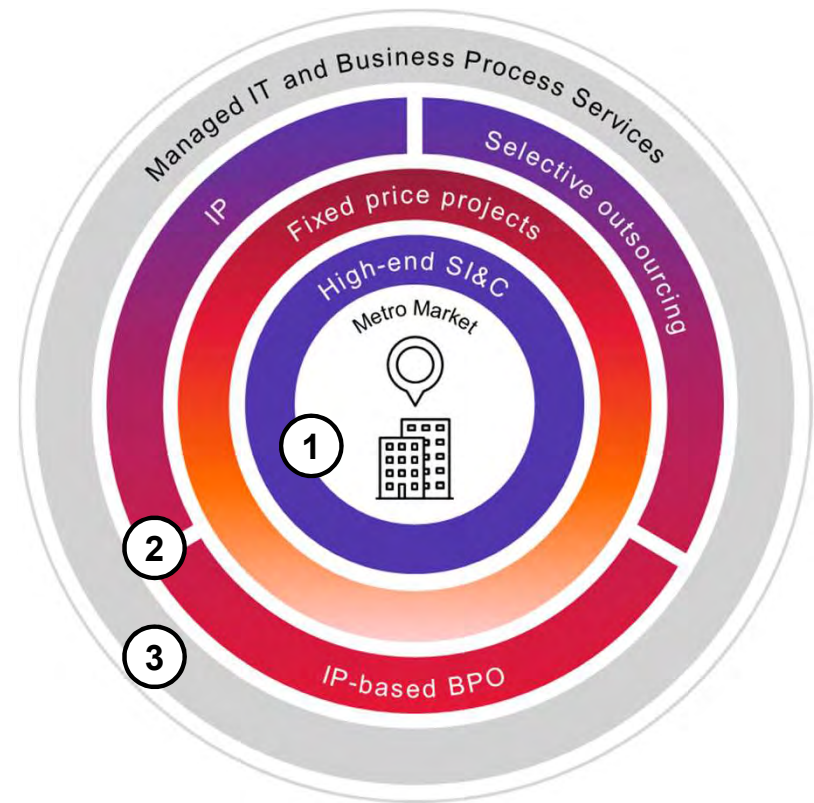 Managed IT and Business Process Services
IP
Selective outsourcing
Fixed price projects
High-end SI&C
Metro Market
1
2
3
IP-based BPO